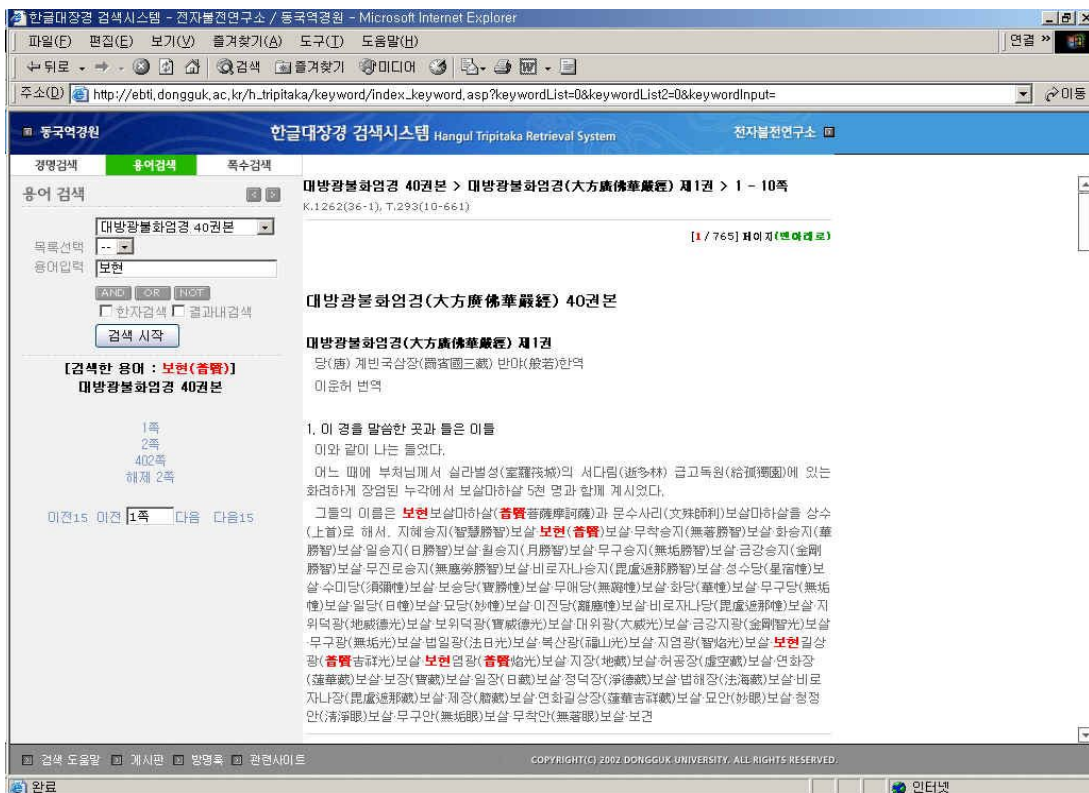 한글대장경 검색시스템 - 전자불전연구소 / 동국역경원 - Microsoft Internet Explorer
파일(F) 편집(E) 보기(V) 즐겨찾기(A) 도구(T) 도움말(H) 연결 »
뒤로 검색 즐겨찾기 미디어
주소(D) http://ebti.dongguk.ac.kr/h_tripitaka/keyword/index_keyword.asp?keywordList=0&keywordList2=0&keywordInput= 이동
동국역경원 한글대장경 검색시스템 Hangul Tripitaka Retrieval System 전자불전연구소
경명검색 용어검색 폭수검색
용어 검색
대방광불화엄경 40권본
목록선택 --
용어입력 보현
AND OR NOT
한자검색 결과내검색
검색 시작
[검색한 용어 : 보현(普賢)]
대방광불화엄경 40권본
1쪽
2쪽
402쪽
해제 2쪽
이전15 이전 1쪽 다음 다음15
대방광불화엄경 40권본 > 대방광불화엄경(大方廣佛華嚴經) 제1권 > 1 - 10쪽
K.1262(36-1), T.293(10-661)
[1 / 765] 페이지(맨아래로)
대방광불화엄경(大方廣佛華嚴經) 40권본
대방광불화엄경(大方廣佛華嚴經) 제1권
당(唐) 계빈국삼장(罽賓國三藏) 반야(般若)한역
이운허 번역
1. 이 경을 말씀한 곳과 들은 이들
이와 같이 나는 들었다.
어느 때에 부처님께서 실라벌성(室羅筏城)의 서다림(逝多林) 급고독원(給孤獨園)에 있는
화려하게 장엄된 누각에서 보살마하살 5천 명과 함께 계시었다.
그들의 이름은 보현보살마하살(普賢菩薩摩訶薩)과 문수사리(文殊師利)보살마하살을 상수
(上首)로 해서, 지혜승지(智慧勝智)보살·보현(普賢)보살·무착승지(無著勝智)보살·화승지(華
勝智)보살·일승지(日勝智)보살·월승지(月勝智)보살·무구승지(無垢勝智)보살·금강승지(金剛
勝智)보살·무진로승지(無塵勞勝智)보살·비로자나승지(毘盧遮那勝智)보살·성수당(星宿幢)보
살·수미당(須彌幢)보살·보승당(寶勝幢)보살·무애당(無礙幢)보살·화당(華幢)보살·무구당(無垢
幢)보살·일당(日幢)보살·묘당(妙幢)보살·이진당(離塵幢)보살·비로자나당(毘盧遮那幢)보살·지
위덕광(地威德光)보살·보위덕광(寶威德光)보살·대위광(大威光)보살·금강지광(金剛智光)보살
·무구광(無垢光)보살·법일광(法日光)보살·복산광(福山光)보살·지염광(智焰光)보살·보현길상
광(普賢吉祥光)보살·보현염광(普賢焰光)보살·지장(地藏)보살·허공장(虛空藏)보살·연화장
(蓮華藏)보살·보장(寶藏)보살·일장(日藏)보살·정덕장(淨德藏)보살·법해장(法海藏)보살·비로
자나장(毘盧遮那藏)보살·제장(臍藏)보살·연화길상장(蓮華吉祥藏)보살·묘안(妙眼)보살·청정
안(淸淨眼)보살·무구안(無垢眼)보살·무착안(無著眼)보살·보견
검색 도움말 게시판 방명록 관련사이트 COPYRIGHT(C) 2002 DONGGUK UNIVERSITY. ALL RIGHTS RESERVED.
완료 인터넷